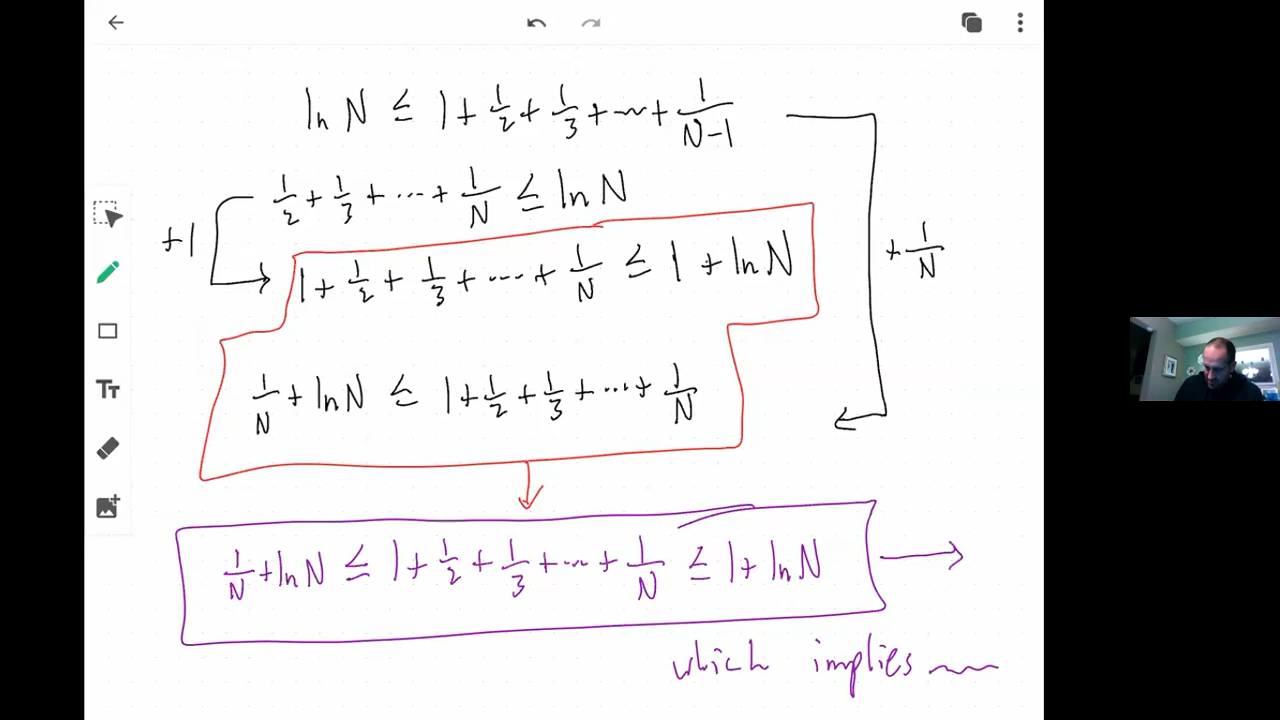 ln N ≤ 1 + 1/2 + 1/3 + ... + 1/(N-1)
1/2 + 1/3 + ... + 1/N ≤ ln N
+1
1 + 1/2 + 1/3 + ... + 1/N ≤ 1 + ln N
+ 1/N
1/N + ln N ≤ 1 + 1/2 + 1/3 + ... + 1/N
1/N + ln N ≤ 1 + 1/2 + 1/3 + ... + 1/N ≤ 1 + ln N
which implies
Tт